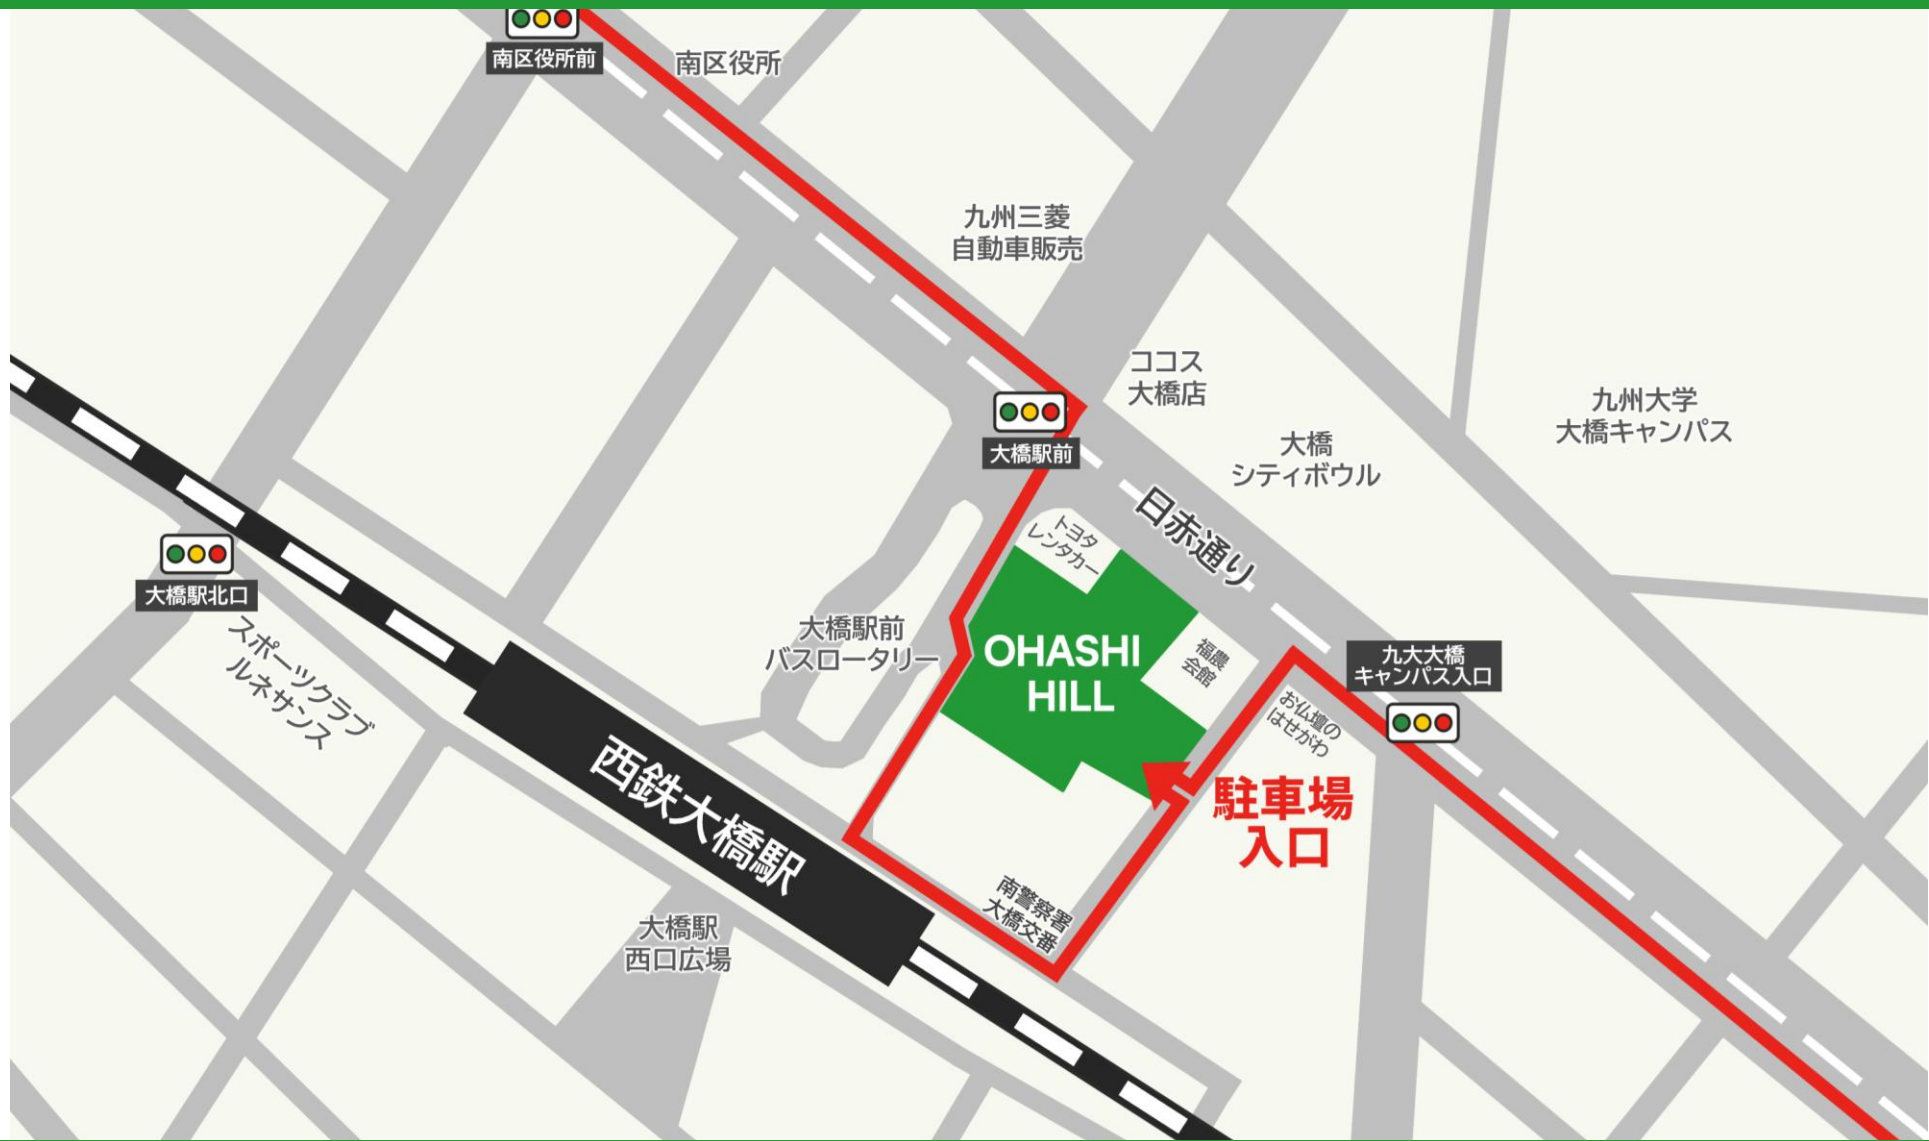 南区役所前
南区役所
九州三菱
自動車販売
ココス
大橋店
九州大学
大橋キャンパス
大橋駅前
大橋
シティボウル
日赤通り
トヨタ
レンタカー
大橋駅北口
スポーツクラブ
ルネサンス
大橋駅前
バスロータリー
OHASHI
HILL
福農
会館
九大大橋
キャンパス入口
お仏壇の
はせがわ
西鉄大橋駅
駐車場
入口
南警察署
大橋交番
大橋駅
西口広場